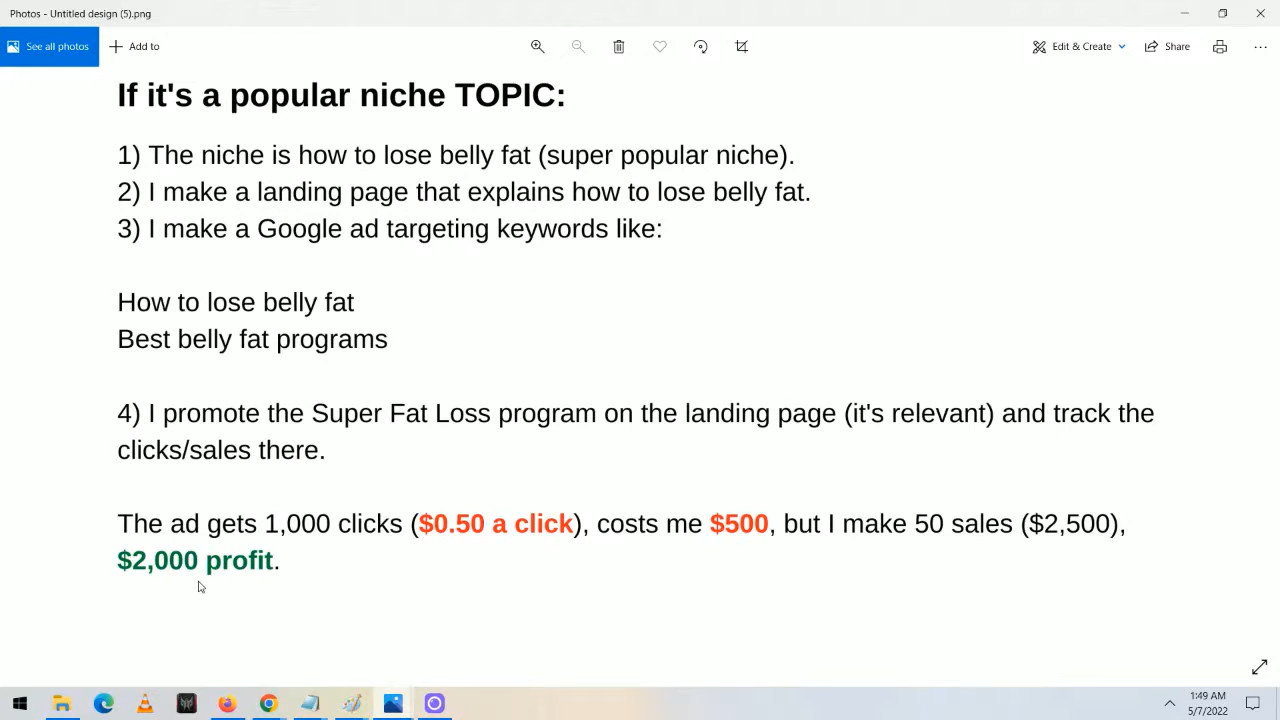 Photos - Untitled design (5).png
See all photos
Add to
Edit & Create
Share
If it's a popular niche TOPIC:
1) The niche is how to lose belly fat (super popular niche).
2) I make a landing page that explains how to lose belly fat.
3) I make a Google ad targeting keywords like:
How to lose belly fat
Best belly fat programs
4) I promote the Super Fat Loss program on the landing page (it's relevant) and track the
clicks/sales there.
The ad gets 1,000 clicks ($0.50 a click), costs me $500, but I make 50 sales ($2,500),
$2,000 profit.
1:49 AM
5/7/2022